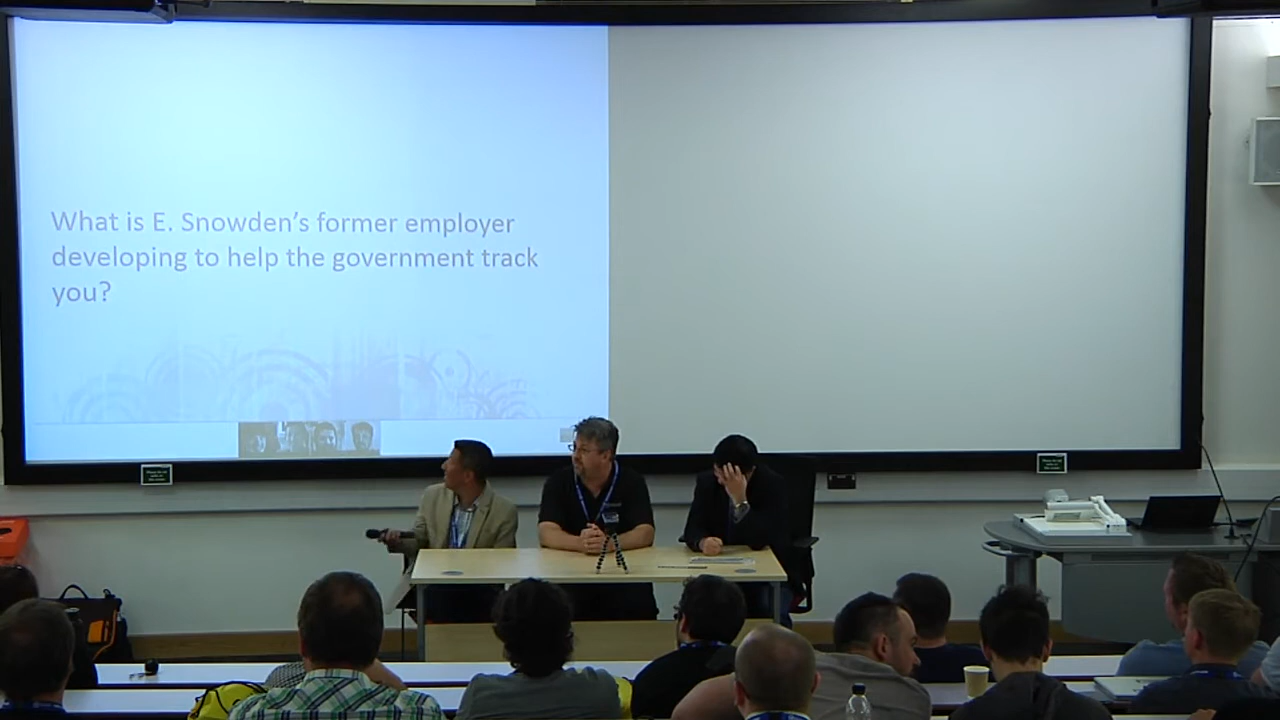 What is E. Snowden's former employer
developing to help the government track
you?